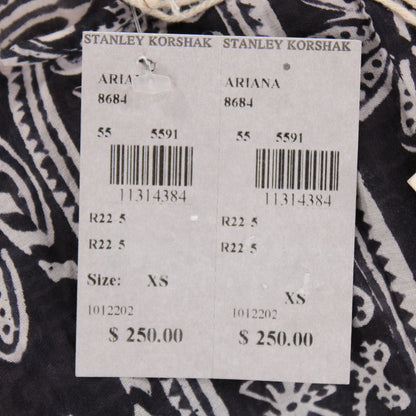 STANLEY KORSHAK STANLEY KORSHAK
ARIANA ARIANA
8684 8684
55 5591 55 5591
11314384 11314384
R22 5 R22 5
R22 5 R22 5
Size: XS XS
1012202 1012202
$ 250.00 $ 250.00